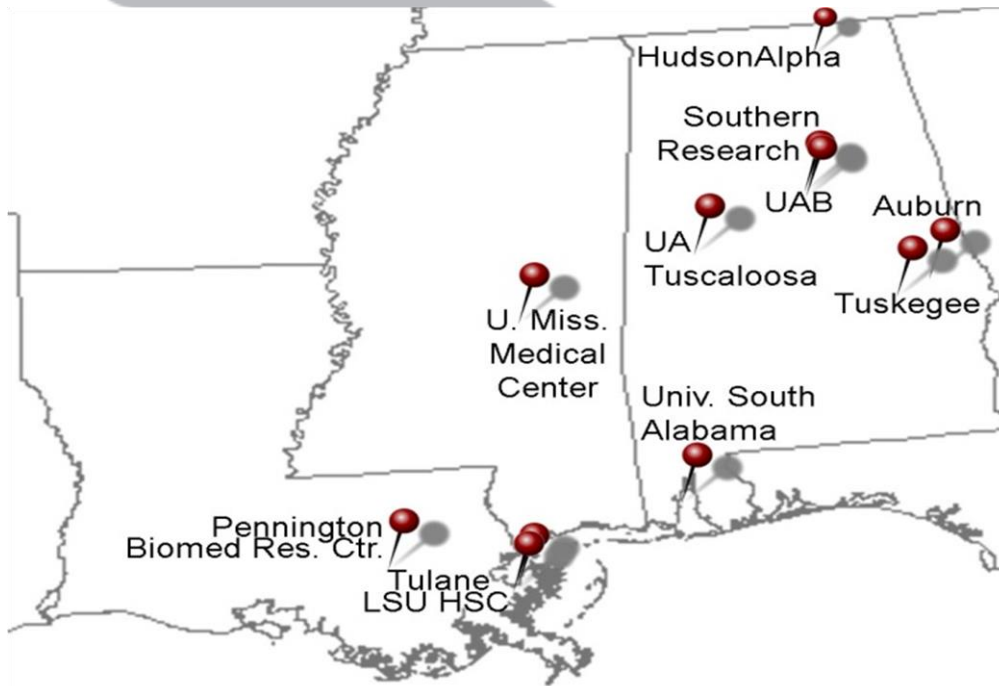 HudsonAlpha
Southern
Research
UAB
Auburn
UA
Tuscaloosa
Tuskegee
U. Miss.
Medical
Center
Univ. South
Alabama
Pennington
Biomed Res. Ctr.
Tulane
LSU HSC